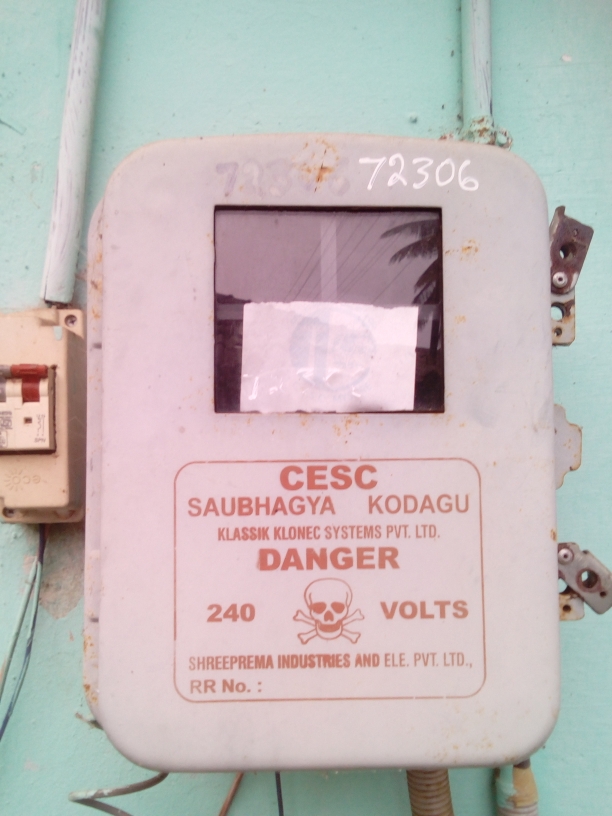 72306
CESC
SAUBHAGYA KODAGU
KLASSIK KLONEC SYSTEMS PVT. LTD.
DANGER
240 VOLTS
SHREEPREMA INDUSTRIES AND ELE. PVT. LTD.,
RR No. :